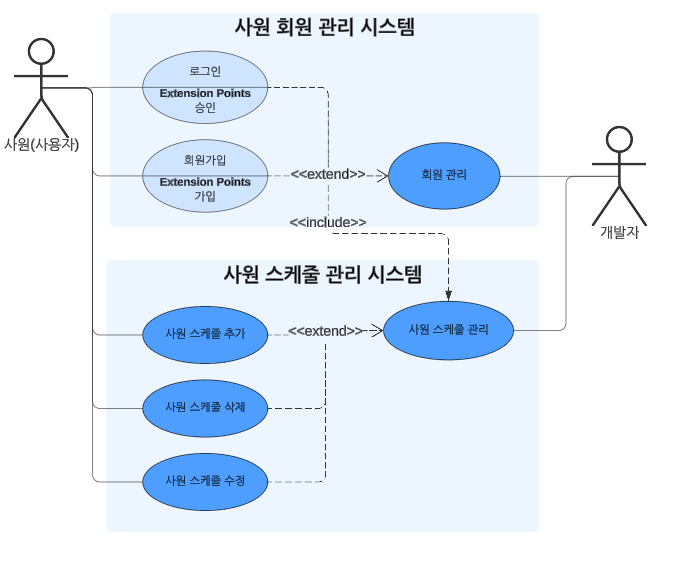 사원 회원 관리 시스템
로그인
Extension Points
승인
사원(사용자)
회원가입
Extension Points
가입
<<extend>>
회원 관리
<<include>>
개발자
사원 스케줄 관리 시스템
사원 스케줄 추가
<<extend>>
사원 스케줄 관리
사원 스케줄 삭제
사원 스케줄 수정